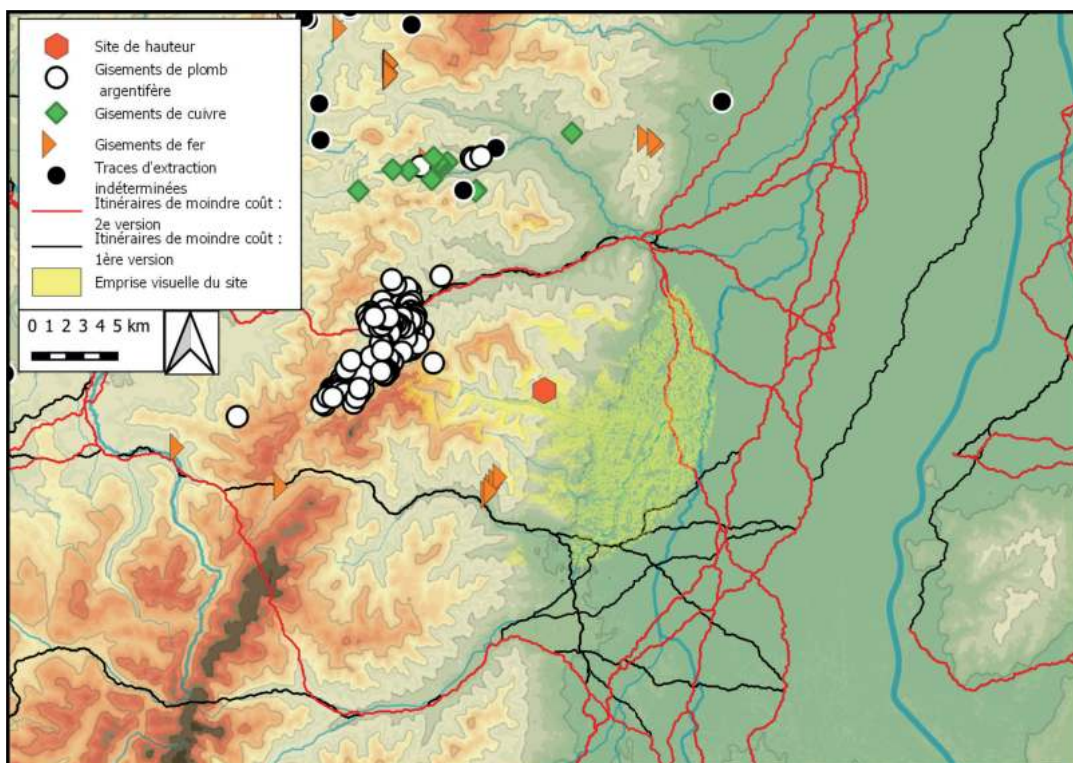 Site de hauteur
Gisements de plomb
argentifère
Gisements de cuivre
Gisements de fer
Traces d'extraction
indéterminées
Itinéraires de moindre coût :
2e version
Itinéraires de moindre coût :
1ère version
Emprise visuelle du site
0 1 2 3 4 5 km